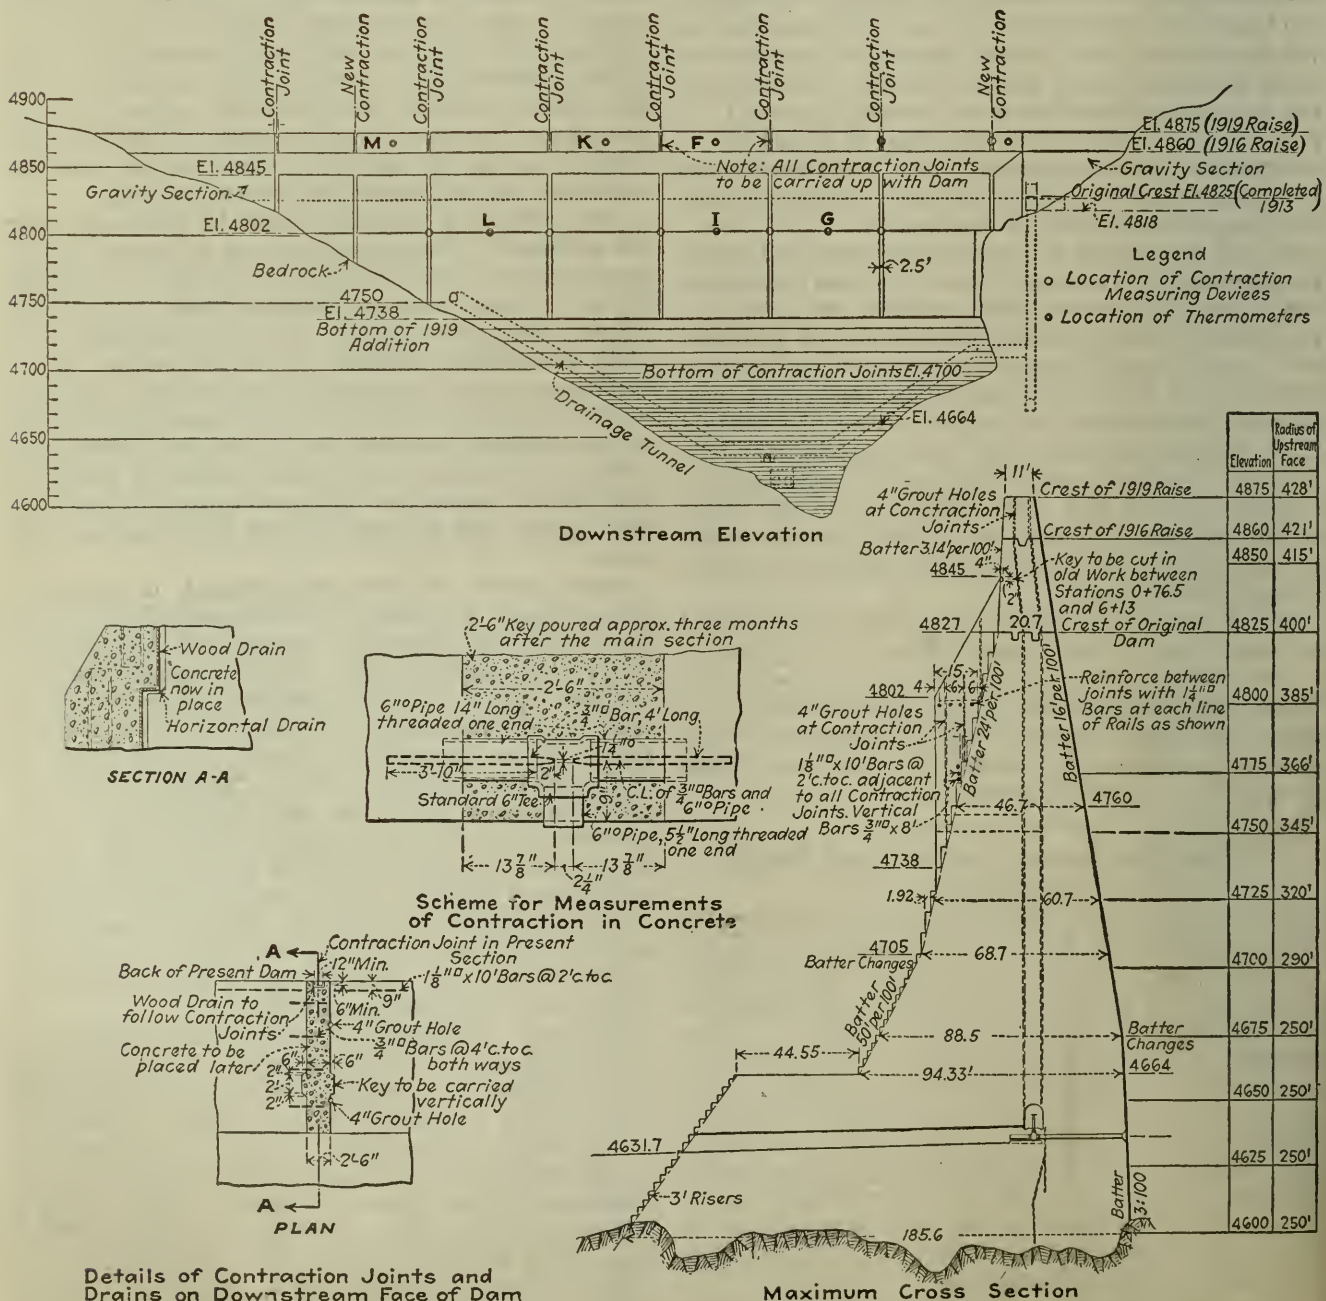 Contraction
Joint
New
Contraction
Contraction
Joint
Contraction
Joint
Contraction
Joint
Contraction
Joint
Contraction
Joint
New
Contraction
4900
4850
4800
4750
4700
4650
4600
M
K
F
L
I
G
El. 4845
Gravity Section
El. 4802
Bedrock
4750
El. 4738
Bottom of 1919
Addition
Note: All Contraction Joints
to be carried up with Dam
2.5'
Bottom of Contraction Joints El. 4700
Drainage Tunnel
El. 4664
El. 4875 (1919 Raise)
El. 4860 (1916 Raise)
Gravity Section
Original Crest El. 4825 (Completed
1913)
El. 4818
Legend
Location of Contraction
Measuring Devices
Location of Thermometers
Downstream Elevation
Wood Drain
Concrete
now in
place
Horizontal Drain
SECTION A-A
2'-6" Key poured approx. three months
after the main section
2'-6"
6"° Pipe 14" Long
threaded one end
3/4"□ Bar, 4' Long
1/4"□
3'-10"
2"
9"
Standard 6" Tee
C.L. of 3/4"□ Bars and
6"° Pipe
6"° Pipe, 5 1/2" Long threaded
one end
13 7/8"
2 1/4"
13 7/8"
Scheme for Measurements
of Contraction in Concrete
A
Contraction Joint in Present
Section
Back of Present Dam
12" Min.
1 1/8"□ x 10' Bars @ 2' c. to c.
9"
6" Min.
Wood Drain to
follow Contraction
Joints
4" Grout Hole
3/4"□ Bars @ 4' c. to c.
both ways
Concrete to be
placed later
6"
6"
2"
2'
2"
Key to be carried
vertically
4" Grout Hole
2'-6"
A
PLAN
Details of Contraction Joints and
Drains on Downstream Face of Dam
11'
4" Grout Holes
at Conctraction
Joints
Crest of 1919 Raise
Crest of 1916 Raise
Batter 3.14' per 100'
4"
4845
2'
Key to be cut in
old Work between
Stations 0+76.5
and 6+13
4827
20.7
Crest of Original
Dam
15
4802
4
6
6
4" Grout Holes
at Contraction
Joints
Batter 24' per 100'
Batter 16' per 100'
Reinforce between
joints with 1 1/4"□
Bars at each line
of Rails as shown
1 1/8"□ x 10' Bars @
2' c. to c. adjacent
to all Contraction
Joints. Vertical
Bars 3/4"□ x 8'
46.7
4760
4738
1.92
60.7
4705
Batter Changes
68.7
Batter
50' per 100'
88.5
Batter
Changes
44.55
94.33'
4664
4631.7
3' Risers
Batter
3:100
185.6
Maximum Cross Section
Elevation Radius of Upstream Face
4875 428'
4860 421'
4850 415'
4825 400'
4800 385'
4775 366'
4750 345'
4725 320'
4700 290'
4675 250'
4650 250'
4625 250'
4600 250'